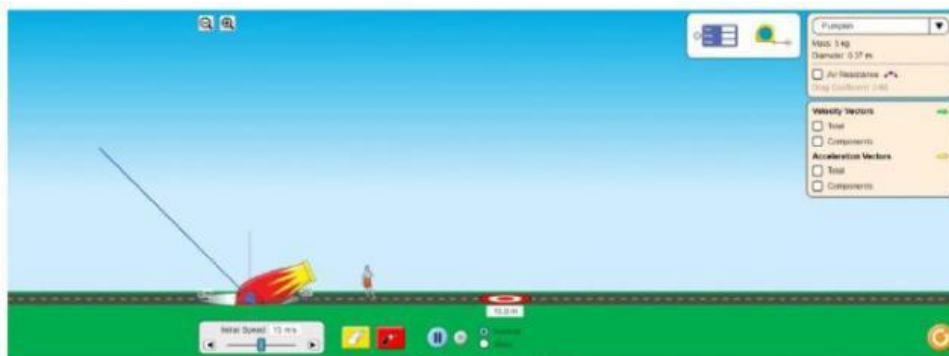 Pumpkin
Mass: 5 kg
Diameter: 0.37 m
Air Resistance
Drag Coefficient:
Velocity Vectors
Total
Components
Acceleration Vectors
Total
Components
15.0 m
Initial Speed: 15 m/s